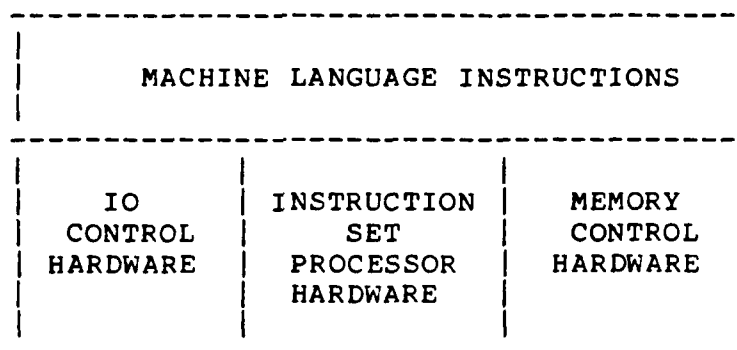 MACHINE LANGUAGE INSTRUCTIONS
IO INSTRUCTION MEMORY
CONTROL SET CONTROL
HARDWARE PROCESSOR HARDWARE
HARDWARE